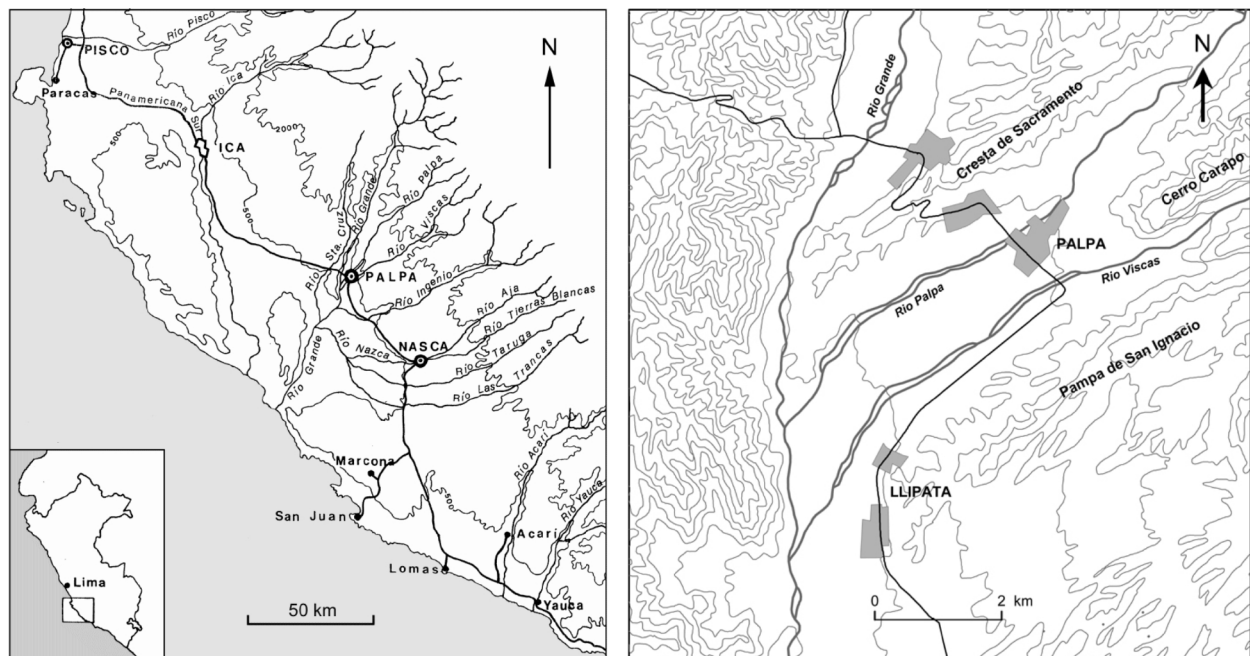 Río Pisco
PISCO
Paracas
Panamericana Sur
Río Ica
N
500
2000
ICA
500
Río Sta. Cruz
Río Grande
Río Palpa
Río Viscas
PALPA
Río Ingenio
Río Aja
Río Tierras Blancas
NASCA
Río Nazca
Río Taruga
Río Las Trancas
Río Grande
Marcona
500
Río Acarí
Río Yauca
San Juan
Acarí
Lomas
Yauca
50 km
Lima
N
Río Grande
Cresta de Sacramento
Cerro Carapo
PALPA
Río Viscas
Río Palpa
Pampa de San Ignacio
LLIPATA
0 2 km